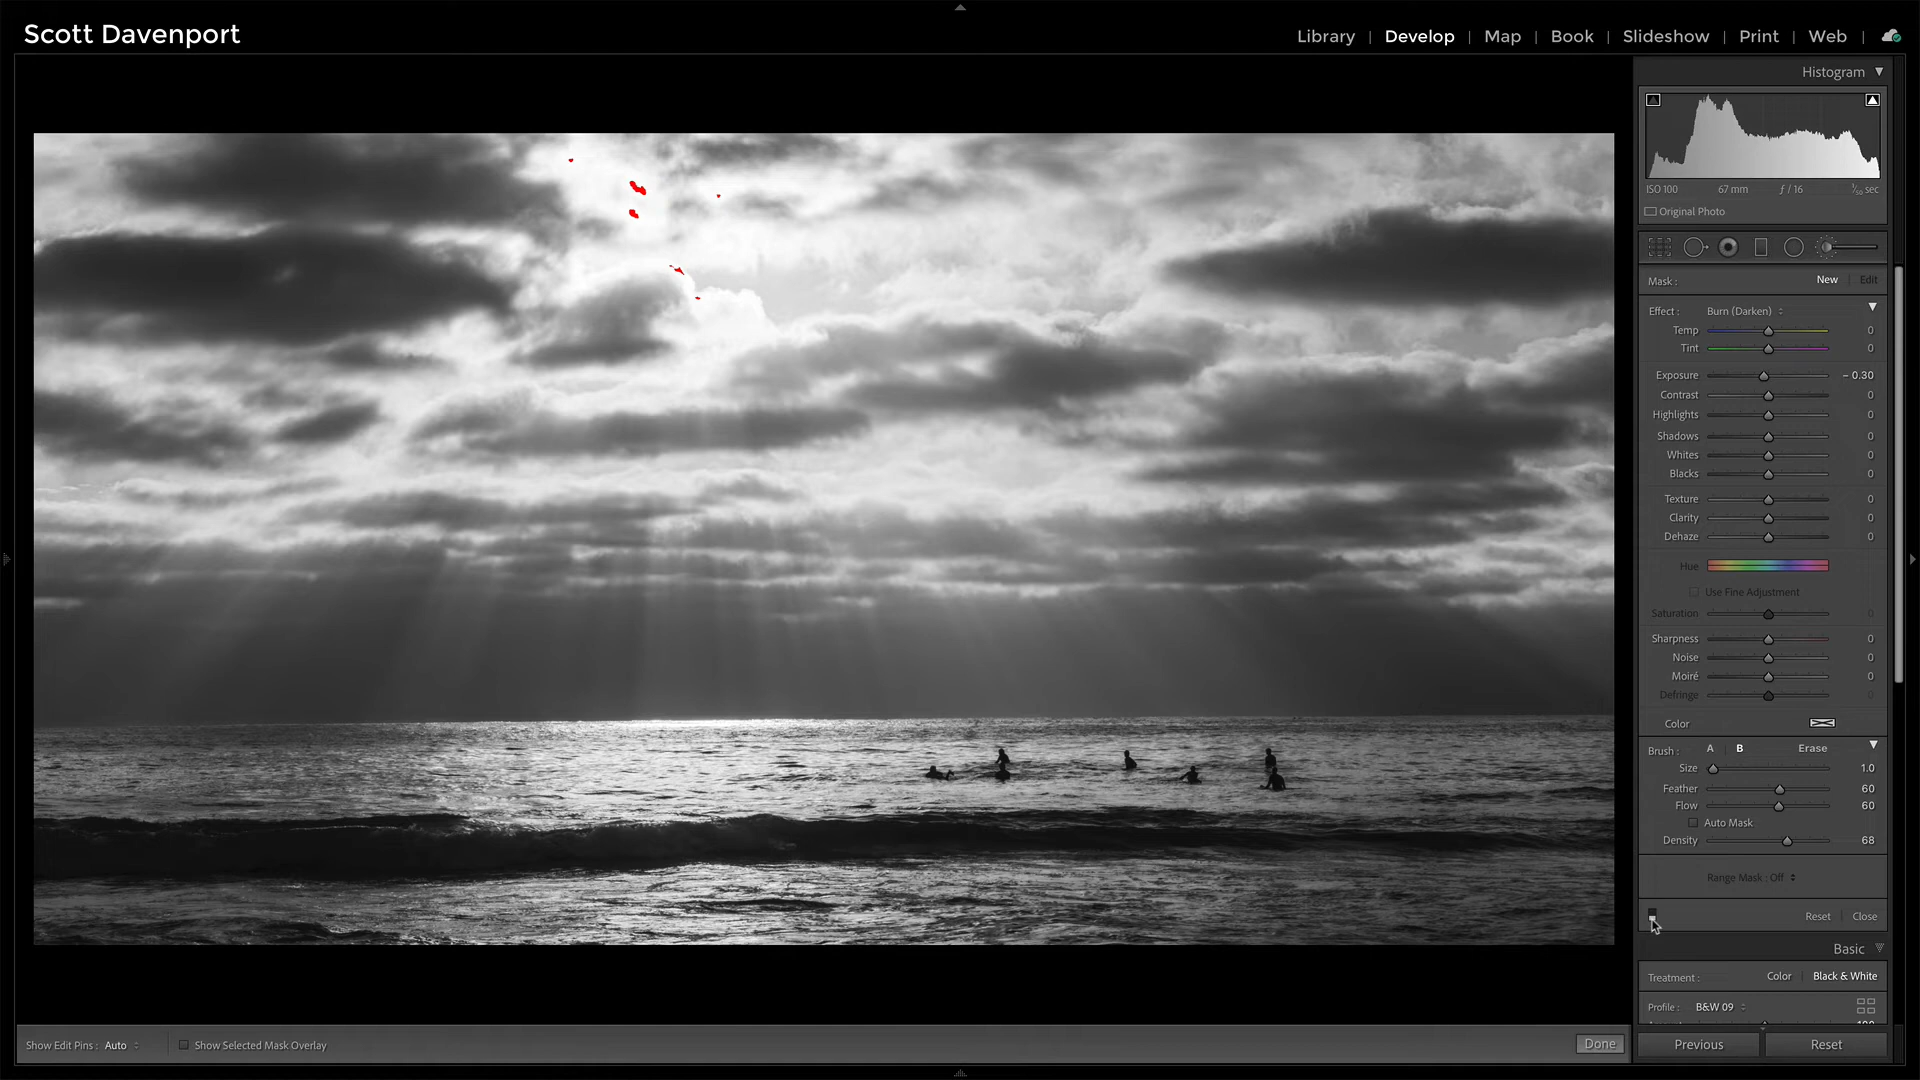 Scott Davenport
Library | Develop | Map | Book | Slideshow | Print | Web |
Histogram
ISO 100 67 mm ƒ / 16 1/50 sec
Original Photo
Mask : New Edit
Effect : Burn (Darken)
Temp 0
Tint 0
Exposure – 0.30
Contrast 0
Highlights 0
Shadows 0
Whites 0
Blacks 0
Texture 0
Clarity 0
Dehaze 0
Hue
Use Fine Adjustment
Saturation 0
Sharpness 0
Noise 0
Moiré 0
Defringe 0
Color
Brush : A B Erase
Size 1.0
Feather 60
Flow 60
Auto Mask
Density 68
Range Mask : Off
Reset Close
Basic
Treatment : Color Black & White
Profile : B&W 09
Show Edit Pins : Auto Show Selected Mask Overlay Done
Previous Reset